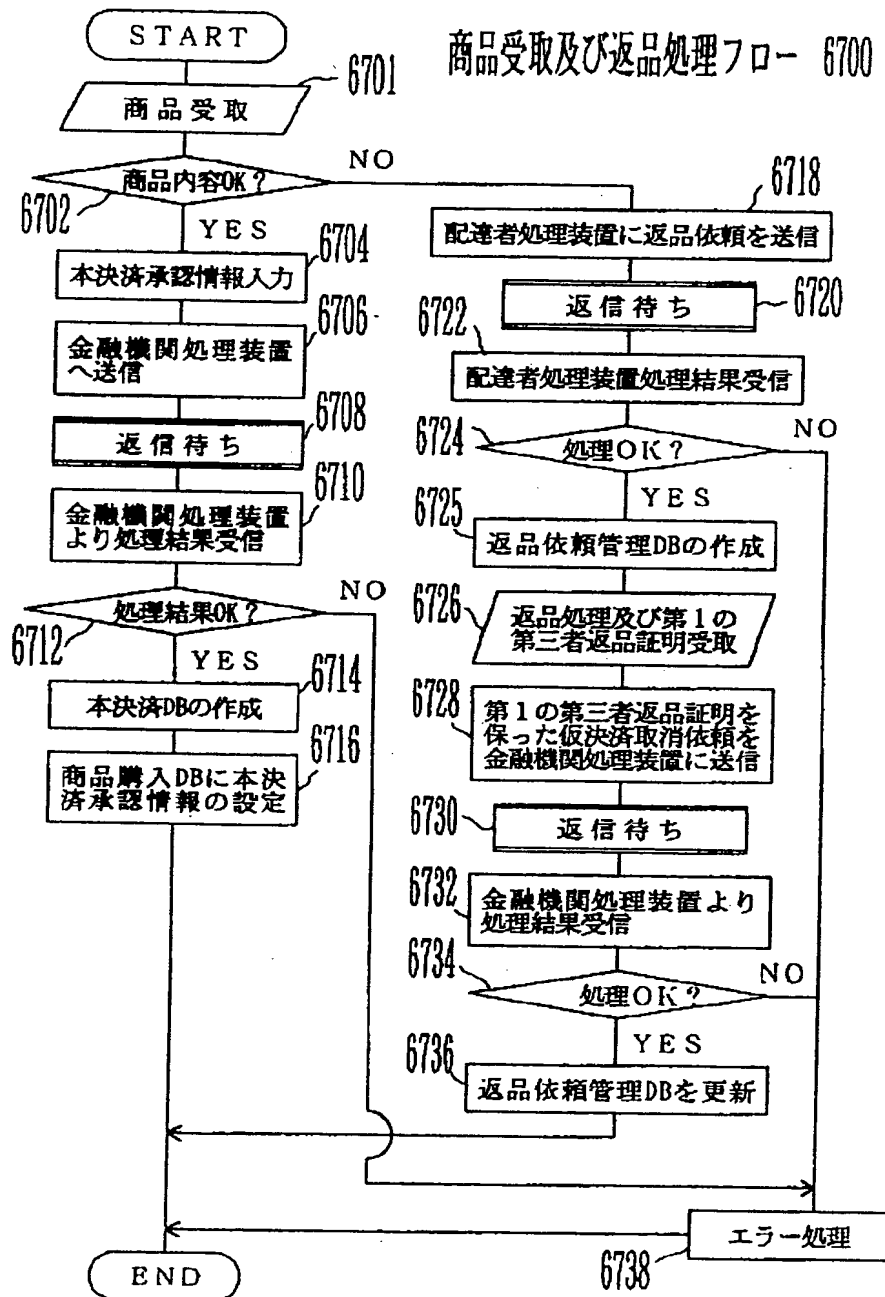 START
商品受取及び返品処理フロー 6700
6701
商品受取
商品内容OK?
NO
6702
YES
6704
本決済承認情報入力
6706
金融機関処理装置
へ送信
6708
返信待ち
6710
金融機関処理装置
より処理結果受信
処理結果OK?
NO
6712
YES
6714
本決済DBの作成
6716
商品購入DBに本決
済承認情報の設定
6718
配達者処理装置に返品依頼を送信
6720
返信待ち
6722
配達者処理装置処理結果受信
6724
処理OK?
NO
YES
6725
返品依頼管理DBの作成
6726
返品処理及び第1の
第三者返品証明受取
6728
第1の第三者返品証明を
保った仮決済取消依頼を
金融機関処理装置に送信
6730
返信待ち
6732
金融機関処理装置より
処理結果受信
6734
処理OK?
NO
YES
6736
返品依頼管理DBを更新
エラー処理
6738
END